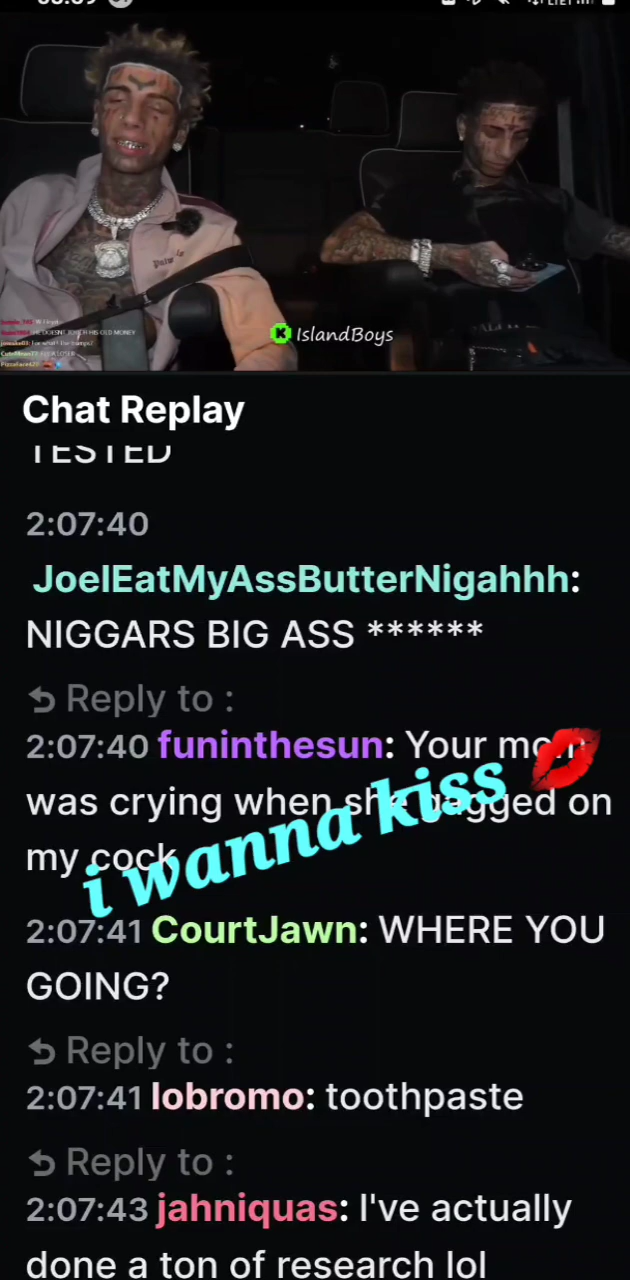 Palm A
IslandBoys
Chat Replay
TESTED
2:07:40
JoelEatMyAssButterNigahhh:
NIGGARS BIG ASS ******
Reply to :
2:07:40 funinthesun: Your mom
was crying when she gagged on
my cock
i wanna kiss
2:07:41 CourtJawn: WHERE YOU
GOING?
Reply to :
2:07:41 lobromo: toothpaste
Reply to :
2:07:43 jahniquas: I've actually
done a ton of research lol